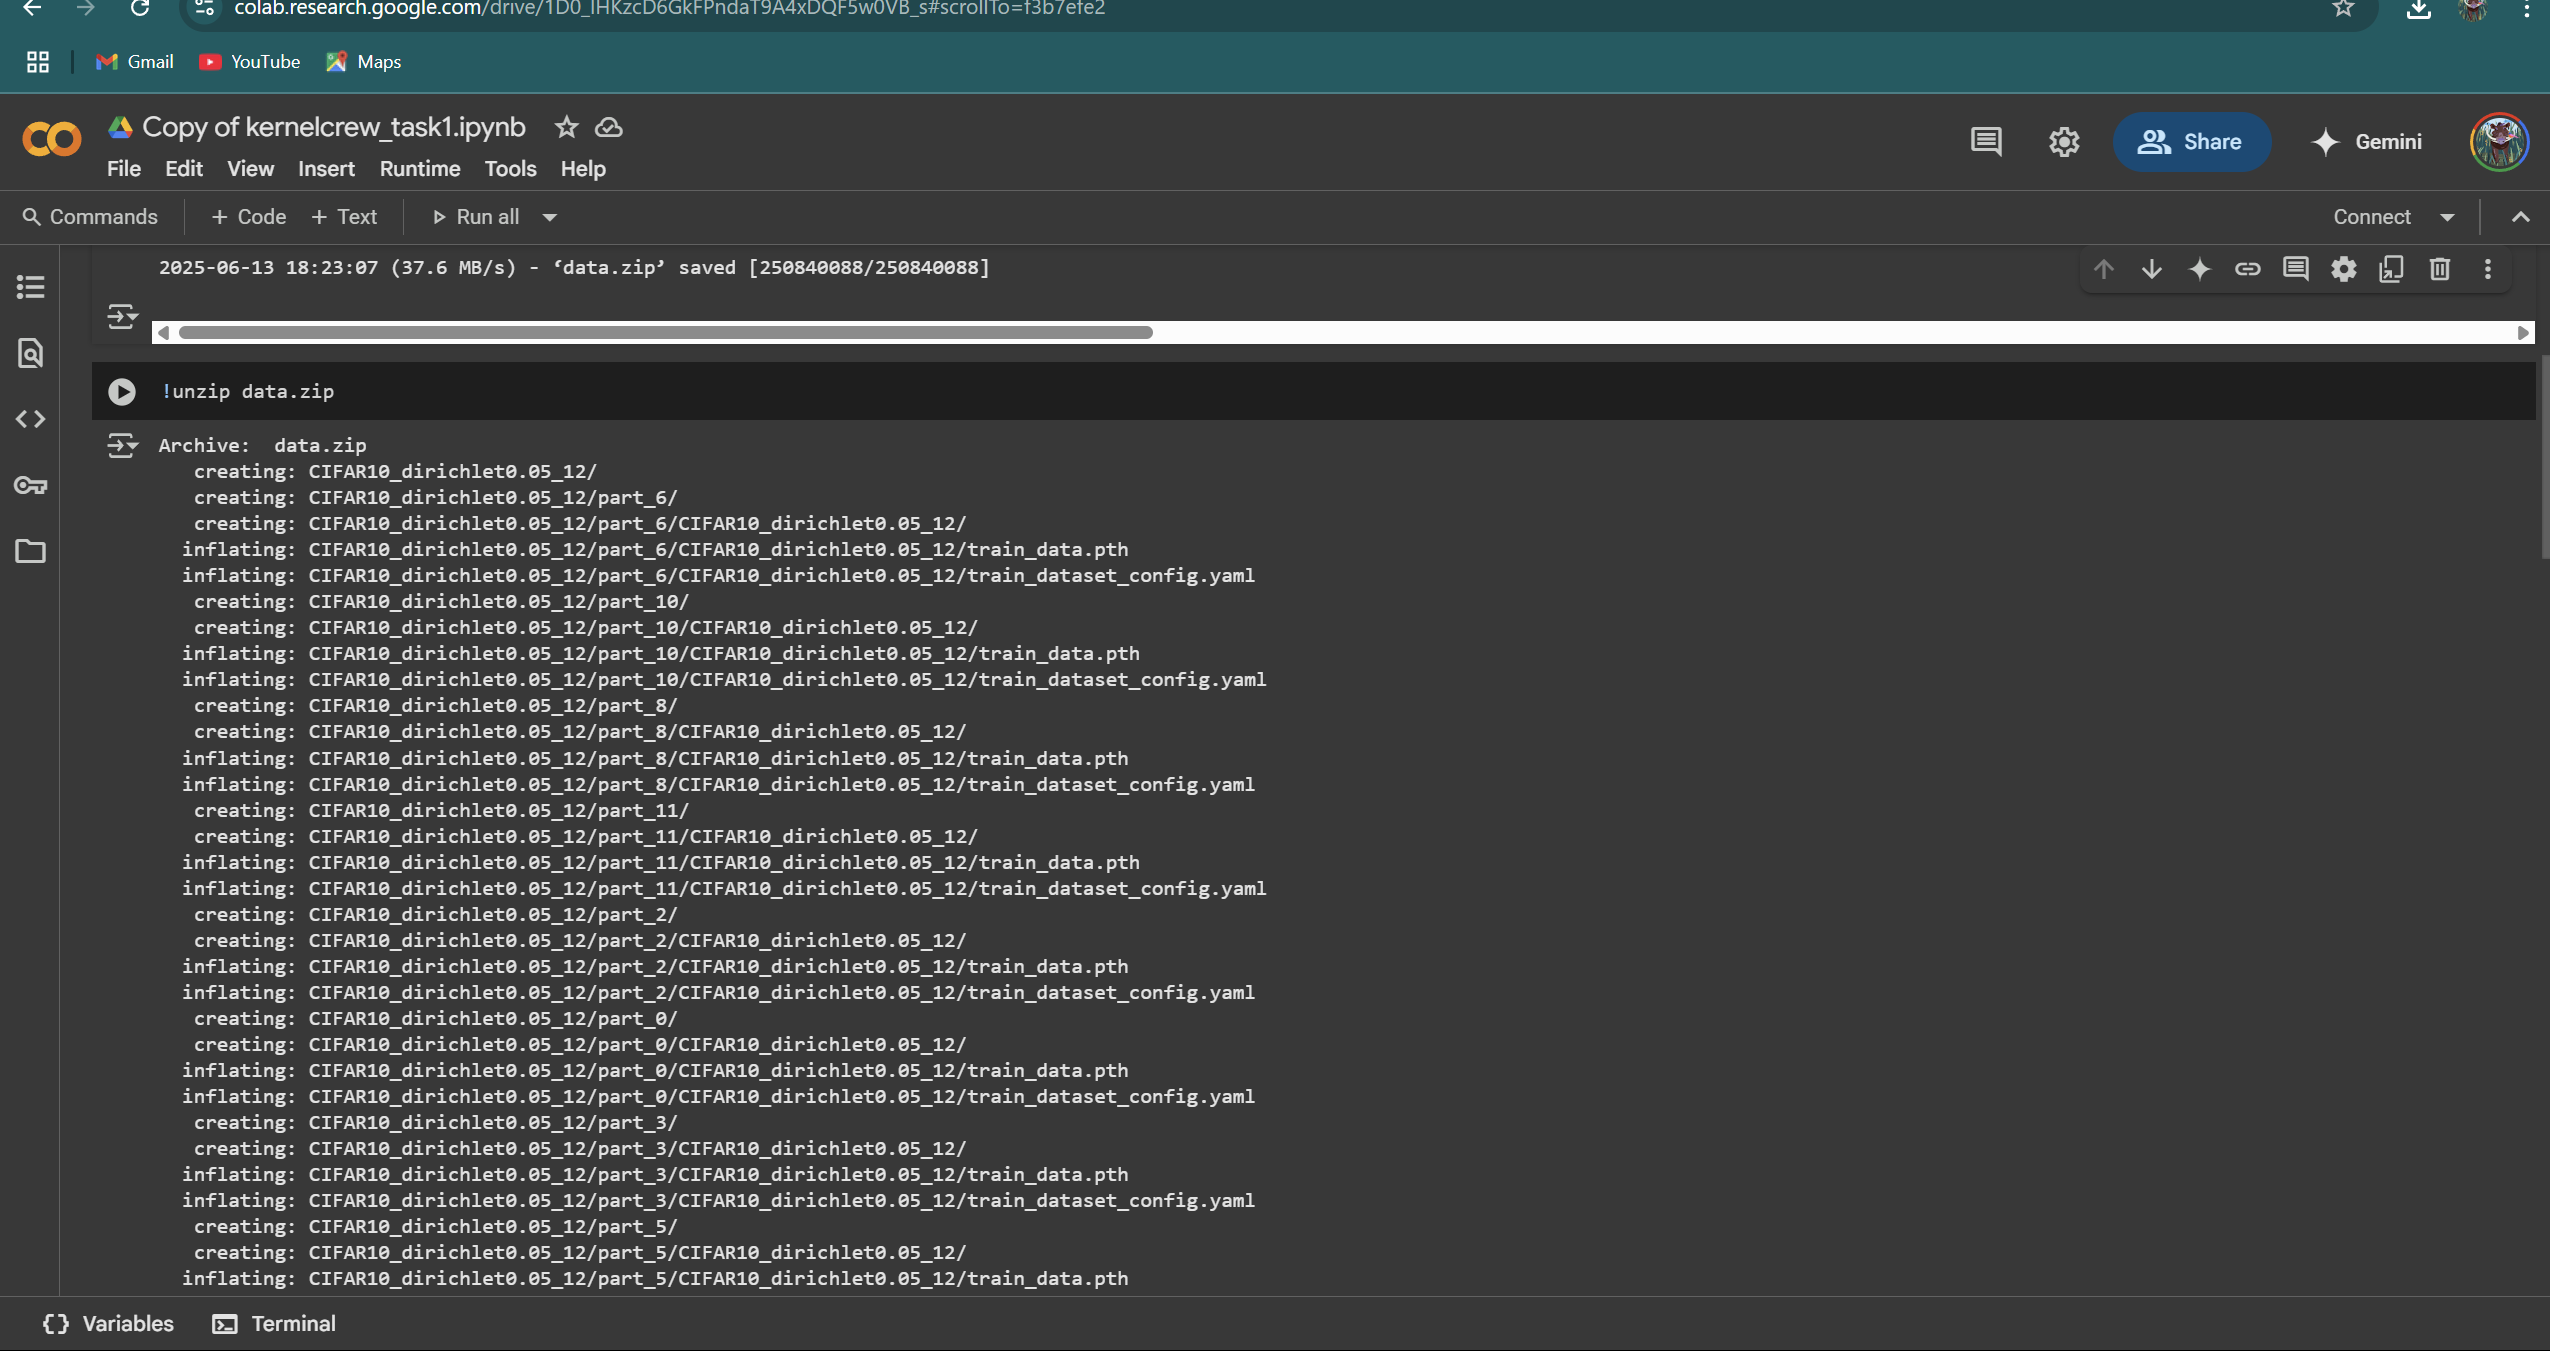 colab.research.google.com/drive/1D0_lHKzcD6GkFPndaT9A4xDQF5w0VB_s#scrollTo=f3b7efe2
Gmail YouTube Maps
Copy of kernelcrew_task1.ipynb
File Edit View Insert Runtime Tools Help
Share Gemini
Commands + Code + Text Run all Connect
2025-06-13 18:23:07 (37.6 MB/s) - ‘data.zip’ saved [250840088/250840088]
!unzip data.zip
Archive:  data.zip
creating: CIFAR10_dirichlet0.05_12/
creating: CIFAR10_dirichlet0.05_12/part_6/
creating: CIFAR10_dirichlet0.05_12/part_6/CIFAR10_dirichlet0.05_12/
inflating: CIFAR10_dirichlet0.05_12/part_6/CIFAR10_dirichlet0.05_12/train_data.pth
inflating: CIFAR10_dirichlet0.05_12/part_6/CIFAR10_dirichlet0.05_12/train_dataset_config.yaml
creating: CIFAR10_dirichlet0.05_12/part_10/
creating: CIFAR10_dirichlet0.05_12/part_10/CIFAR10_dirichlet0.05_12/
inflating: CIFAR10_dirichlet0.05_12/part_10/CIFAR10_dirichlet0.05_12/train_data.pth
inflating: CIFAR10_dirichlet0.05_12/part_10/CIFAR10_dirichlet0.05_12/train_dataset_config.yaml
creating: CIFAR10_dirichlet0.05_12/part_8/
creating: CIFAR10_dirichlet0.05_12/part_8/CIFAR10_dirichlet0.05_12/
inflating: CIFAR10_dirichlet0.05_12/part_8/CIFAR10_dirichlet0.05_12/train_data.pth
inflating: CIFAR10_dirichlet0.05_12/part_8/CIFAR10_dirichlet0.05_12/train_dataset_config.yaml
creating: CIFAR10_dirichlet0.05_12/part_11/
creating: CIFAR10_dirichlet0.05_12/part_11/CIFAR10_dirichlet0.05_12/
inflating: CIFAR10_dirichlet0.05_12/part_11/CIFAR10_dirichlet0.05_12/train_data.pth
inflating: CIFAR10_dirichlet0.05_12/part_11/CIFAR10_dirichlet0.05_12/train_dataset_config.yaml
creating: CIFAR10_dirichlet0.05_12/part_2/
creating: CIFAR10_dirichlet0.05_12/part_2/CIFAR10_dirichlet0.05_12/
inflating: CIFAR10_dirichlet0.05_12/part_2/CIFAR10_dirichlet0.05_12/train_data.pth
inflating: CIFAR10_dirichlet0.05_12/part_2/CIFAR10_dirichlet0.05_12/train_dataset_config.yaml
creating: CIFAR10_dirichlet0.05_12/part_0/
creating: CIFAR10_dirichlet0.05_12/part_0/CIFAR10_dirichlet0.05_12/
inflating: CIFAR10_dirichlet0.05_12/part_0/CIFAR10_dirichlet0.05_12/train_data.pth
inflating: CIFAR10_dirichlet0.05_12/part_0/CIFAR10_dirichlet0.05_12/train_dataset_config.yaml
creating: CIFAR10_dirichlet0.05_12/part_3/
creating: CIFAR10_dirichlet0.05_12/part_3/CIFAR10_dirichlet0.05_12/
inflating: CIFAR10_dirichlet0.05_12/part_3/CIFAR10_dirichlet0.05_12/train_data.pth
inflating: CIFAR10_dirichlet0.05_12/part_3/CIFAR10_dirichlet0.05_12/train_dataset_config.yaml
creating: CIFAR10_dirichlet0.05_12/part_5/
creating: CIFAR10_dirichlet0.05_12/part_5/CIFAR10_dirichlet0.05_12/
inflating: CIFAR10_dirichlet0.05_12/part_5/CIFAR10_dirichlet0.05_12/train_data.pth
Variables Terminal